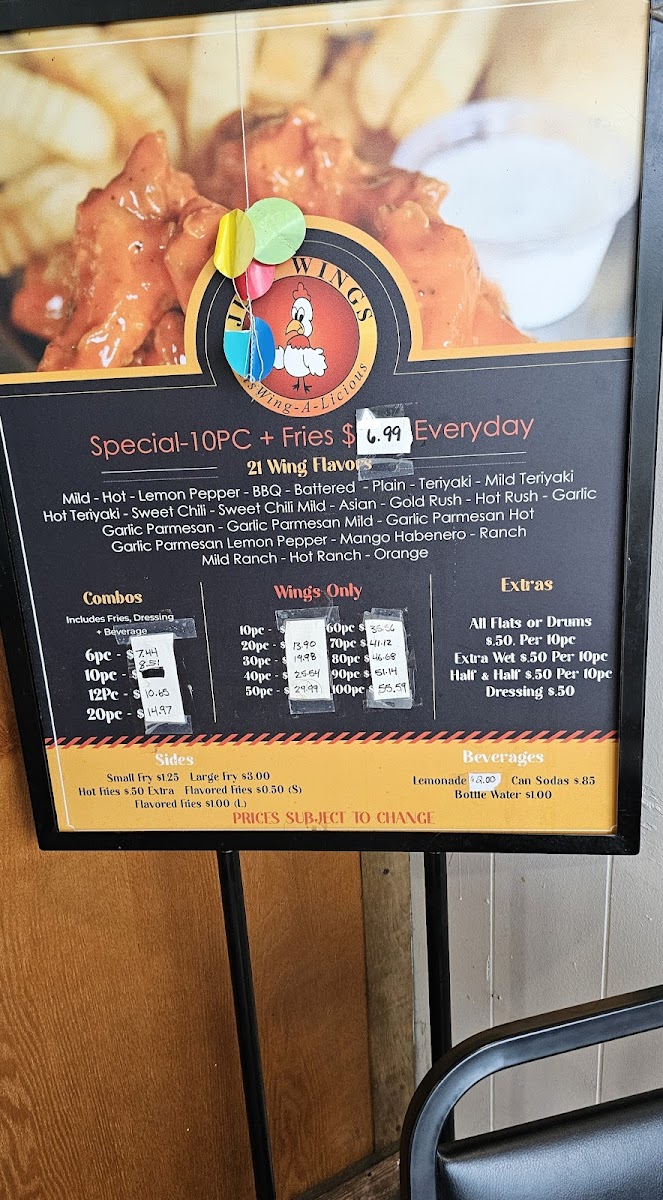 WINGS
Wing-A-Licious
Special-10PC + Fries $ 6.99 Everyday
21 Wing Flavors
Mild - Hot - Lemon Pepper - BBQ - Battered - Plain - Teriyaki - Mild Teriyaki
Hot Teriyaki - Sweet Chili - Sweet Chili Mild - Asian - Gold Rush - Hot Rush - Garlic
Garlic Parmesan - Garlic Parmesan Mild - Garlic Parmesan Hot
Garlic Parmesan Lemon Pepper - Mango Habenero - Ranch
Mild Ranch - Hot Ranch - Orange
Combos
Includes Fries, Dressing
+ Beverage
6pc - $ 7.44
10pc - $ 8.51
12Pc - $ 10.65
20pc - $ 14.97
Wings Only
10pc - $ 60pc $ 35.56
20pc - $ 13.90 70pc $ 41.12
30pc - $ 19.98 80pc $ 46.68
40pc - $ 25.54 90pc $ 51.14
50pc - $ 29.99 100pc $ 55.59
Extras
All Flats or Drums
$.50. Per 10pc
Extra Wet $.50 Per 10pc
Half & Half $.50 Per 10pc
Dressing $.50
Sides
Small Fry $1.25 Large Fry $3.00
Hot Fries $.50 Extra Flavored Fries $0.50 (S)
Flavored Fries $1.00 (L)
Beverages
Lemonade $2.00 Can Sodas $.85
Bottle Water $1.00
PRICES SUBJECT TO CHANGE